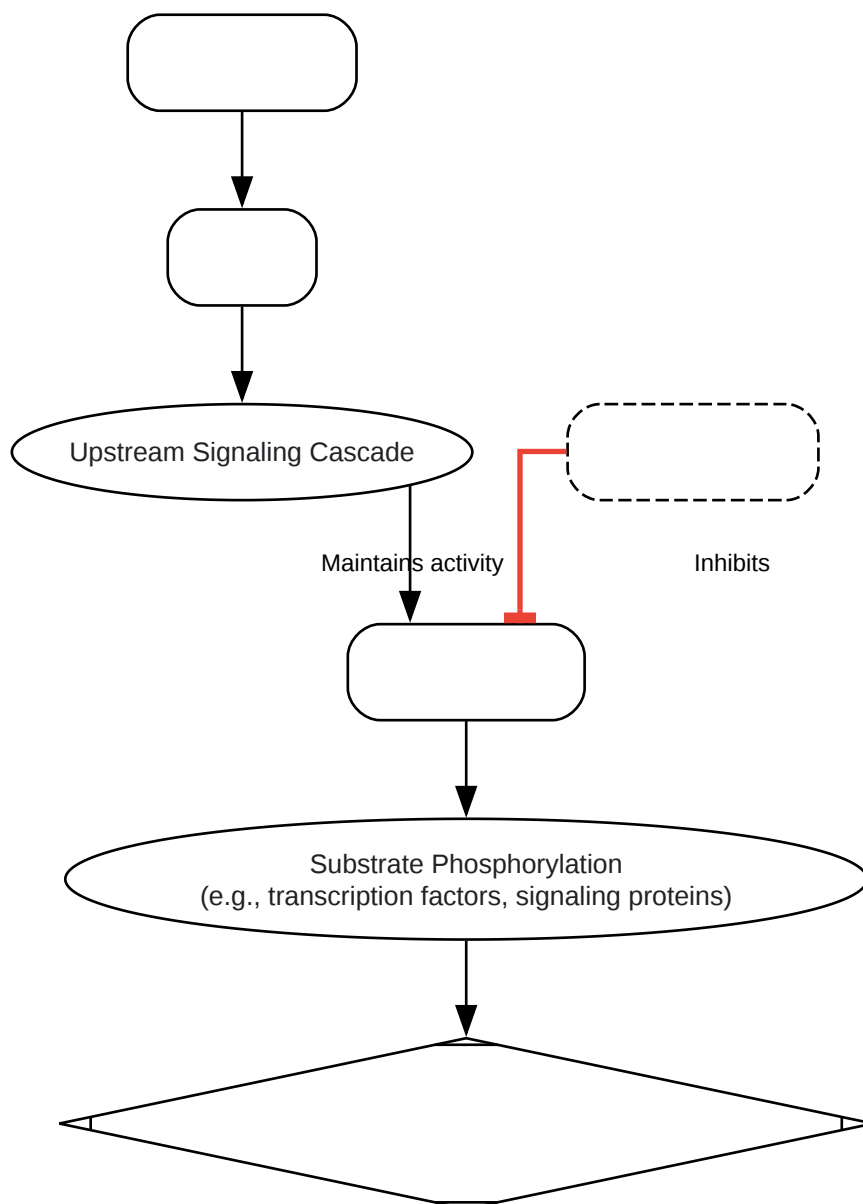 Upstream Signaling Cascade
Maintains activity
Inhibits
Substrate Phosphorylation
(e.g., transcription factors, signaling proteins)